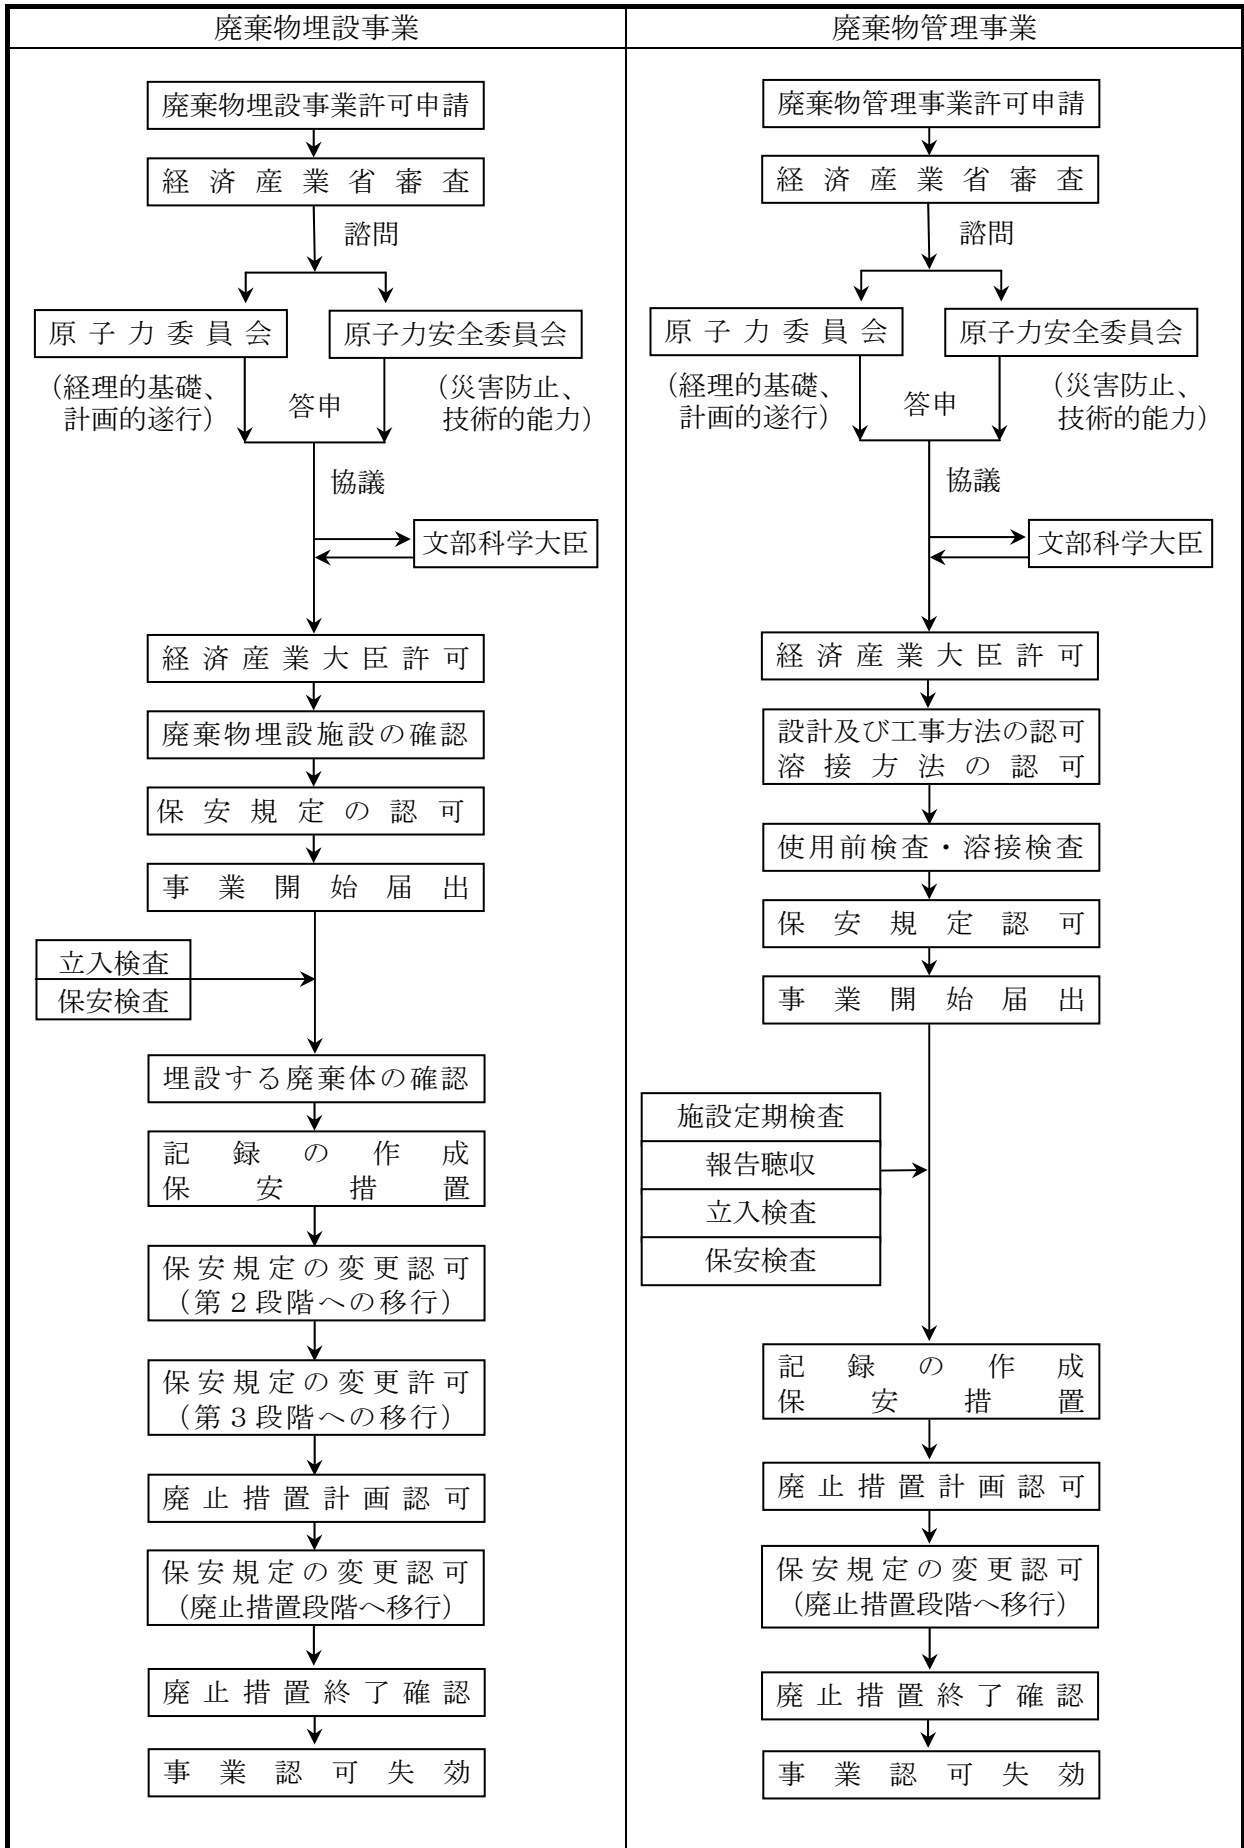 廃棄物埋設事業
廃棄物埋設事業許可申請
経済産業省審査
諮問
原子力委員会
原子力安全委員会
（経理的基礎、
計画的遂行）
答申
（災害防止、
技術的能力）
協議
文部科学大臣
経済産業大臣許可
廃棄物埋設施設の確認
保安規定の認可
事業開始届出
立入検査
保安検査
埋設する廃棄体の確認
記録の作成
保安措置
保安規定の変更認可
（第２段階への移行）
保安規定の変更許可
（第３段階への移行）
廃止措置計画認可
保安規定の変更認可
（廃止措置段階へ移行）
廃止措置終了確認
事業認可失効
廃棄物管理事業
廃棄物管理事業許可申請
経済産業省審査
諮問
原子力委員会
原子力安全委員会
（経理的基礎、
計画的遂行）
答申
（災害防止、
技術的能力）
協議
文部科学大臣
経済産業大臣許可
設計及び工事方法の認可
溶接方法の認可
使用前検査・溶接検査
保安規定認可
事業開始届出
施設定期検査
報告聴収
立入検査
保安検査
記録の作成
保安措置
廃止措置計画認可
保安規定の変更認可
（廃止措置段階へ移行）
廃止措置終了確認
事業認可失効